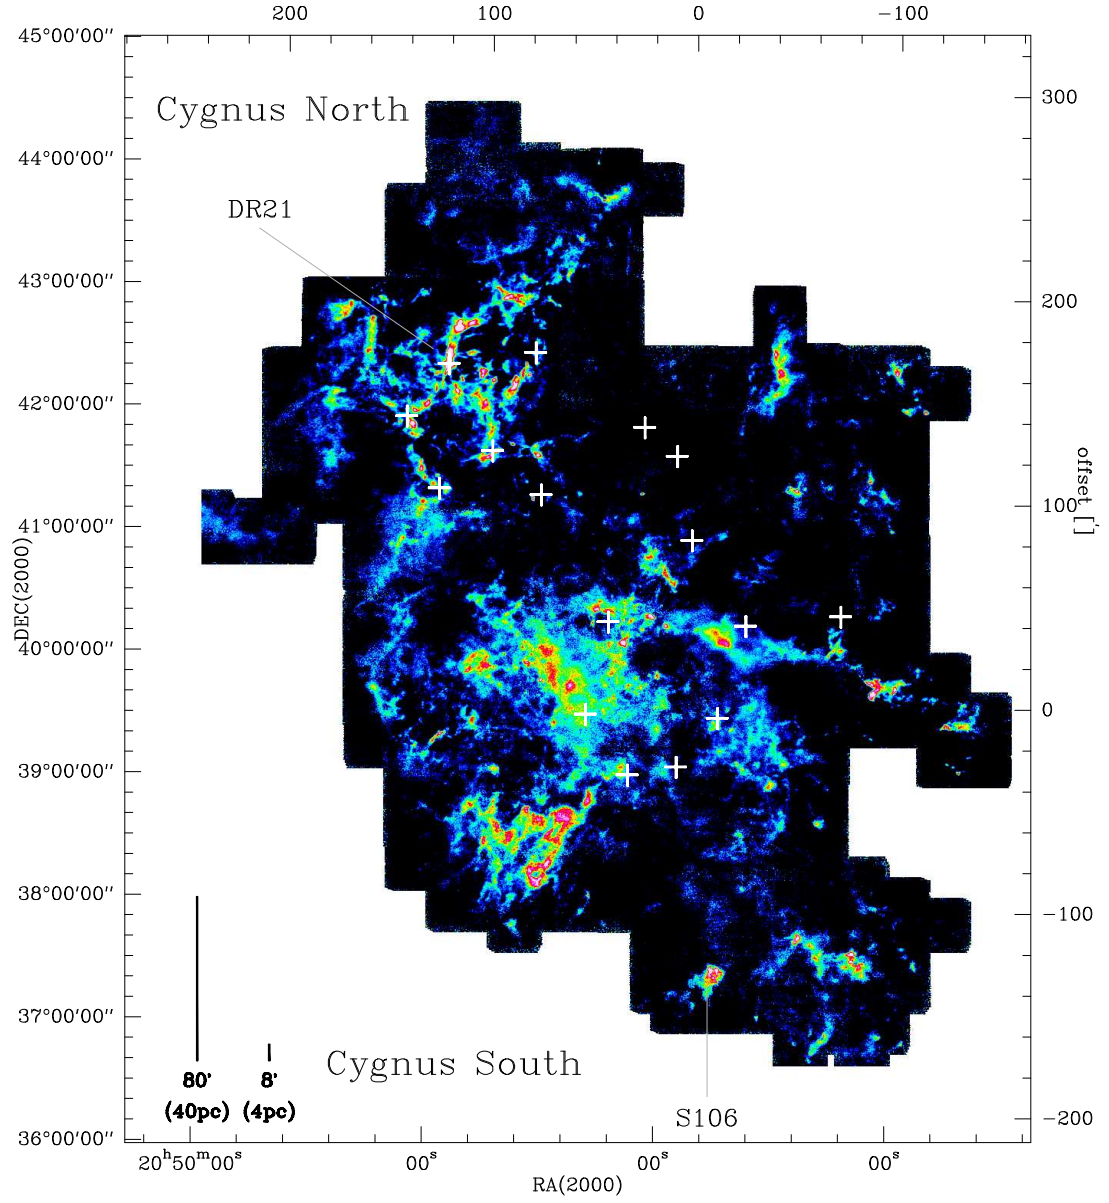 200 100 0 −100
45°00′00″
Cygnus North
300
44°00′00″
DR21
43°00′00″
200
42°00′00″
offset [′]
100
41°00′00″
DEC(2000)
40°00′00″
0
39°00′00″
38°00′00″
−100
37°00′00″
Cygnus South
80′ 8′
(40pc) (4pc)
S106
−200
36°00′00″
20h50m00s 00s 00s 00s
RA(2000)